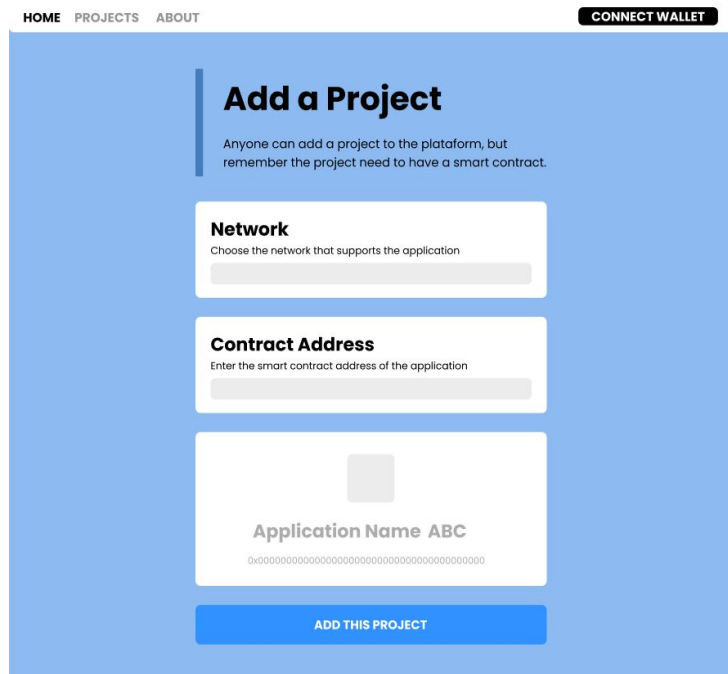 HOME PROJECTS ABOUT CONNECT WALLET
Add a Project
Anyone can add a project to the plataform, but
remember the project need to have a smart contract.
Network
Choose the network that supports the application
Contract Address
Enter the smart contract address of the application
Application Name ABC
0x0000000000000000000000000000000000000000
ADD THIS PROJECT